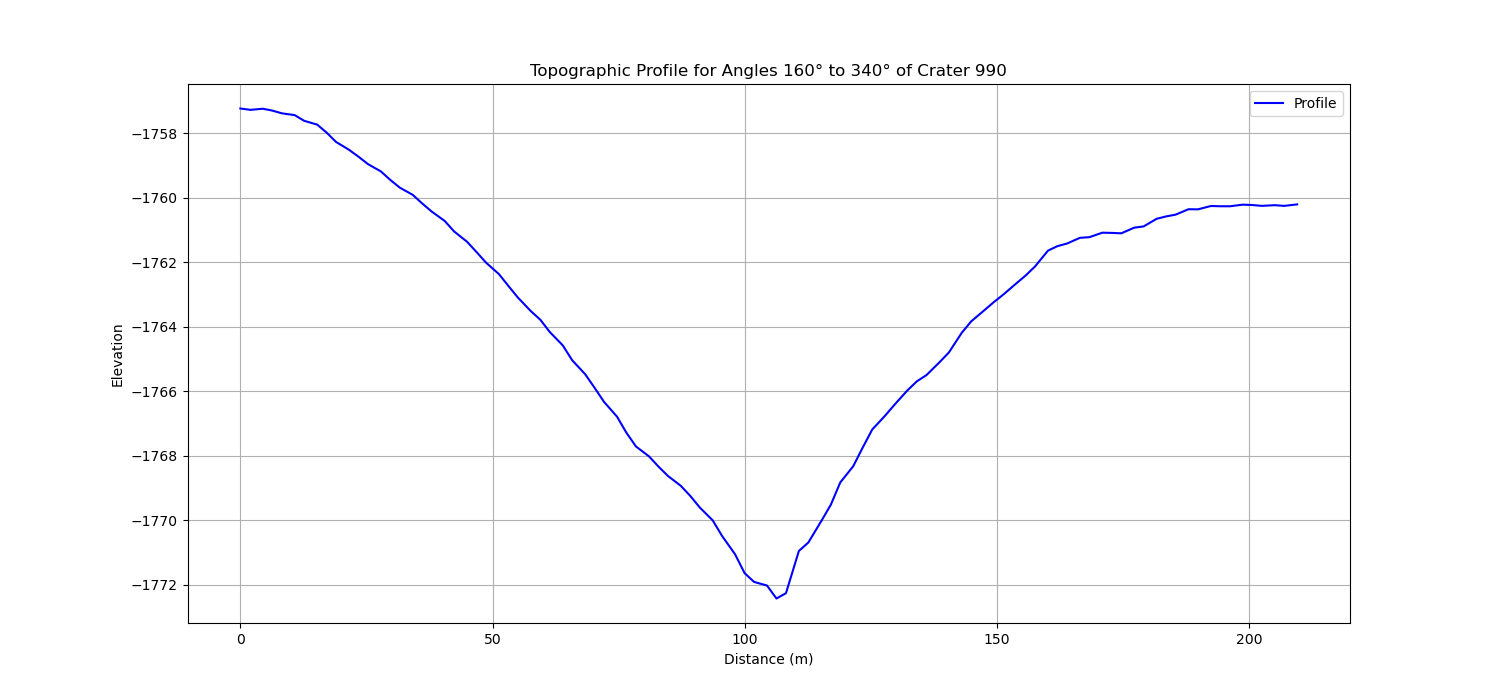 Topographic Profile for Angles 160° to 340° of Crater 990
Profile
−1758
−1760
−1762
−1764
−1766
−1768
−1770
−1772
Elevation
0 50 100 150 200
Distance (m)